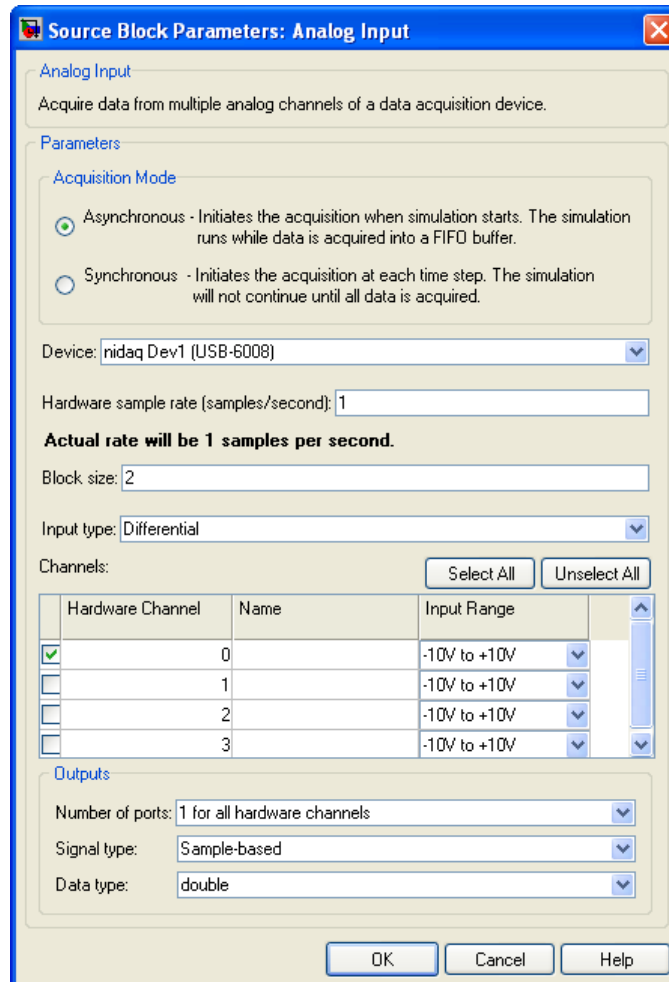 Source Block Parameters: Analog Input
Analog Input
Acquire data from multiple analog channels of a data acquisition device.
Parameters
Acquisition Mode
Asynchronous - Initiates the acquisition when simulation starts. The simulation
runs while data is acquired into a FIFO buffer.
Synchronous - Initiates the acquisition at each time step. The simulation
will not continue until all data is acquired.
Device: nidaq Dev1 (USB-6008)
Hardware sample rate (samples/second): 1
Actual rate will be 1 samples per second.
Block size: 2
Input type: Differential
Channels: Select All Unselect All
Hardware Channel Name Input Range
0 -10V to +10V
1 -10V to +10V
2 -10V to +10V
3 -10V to +10V
Outputs
Number of ports: 1 for all hardware channels
Signal type: Sample-based
Data type: double
OK Cancel Help